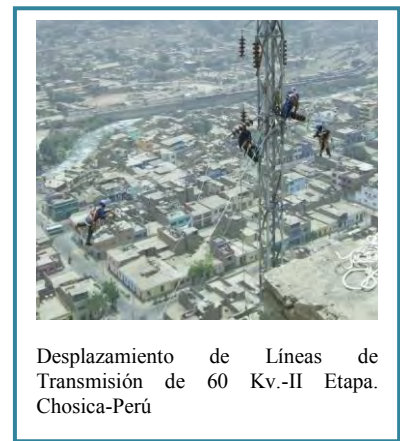 Desplazamiento de Líneas de
Transmisión de 60 Kv.-II Etapa.
Chosica-Perú